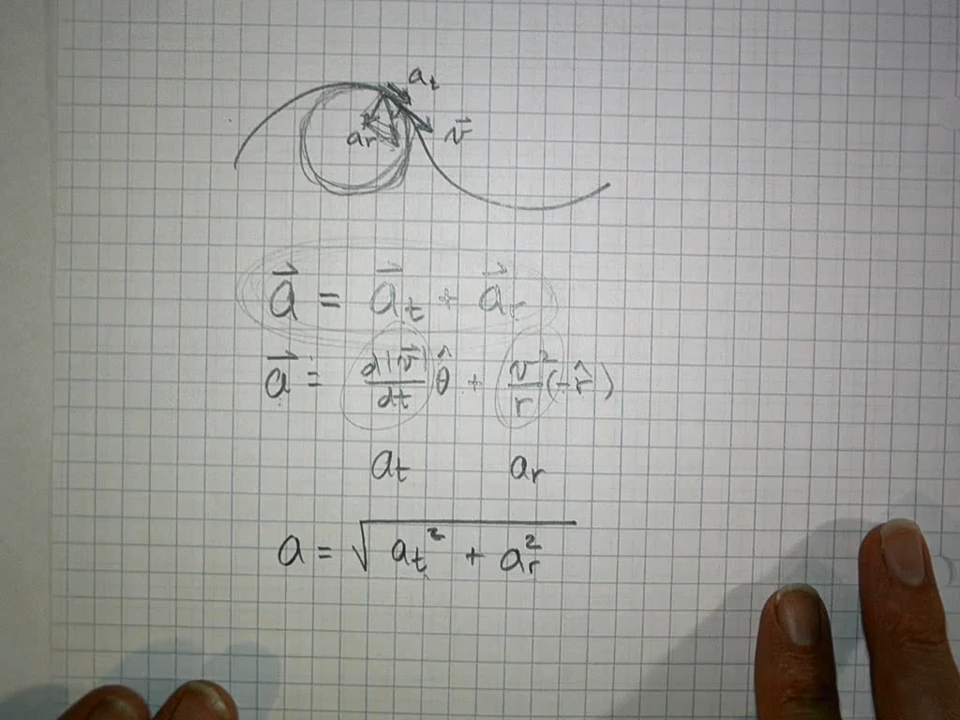 a_t
a_r
v⃗
a⃗ = a⃗_t + a⃗_r
a⃗ = d|v⃗|/dt θ̂ + v²/r (-r̂)
a_t a_r
a = √(a_t² + a_r²)